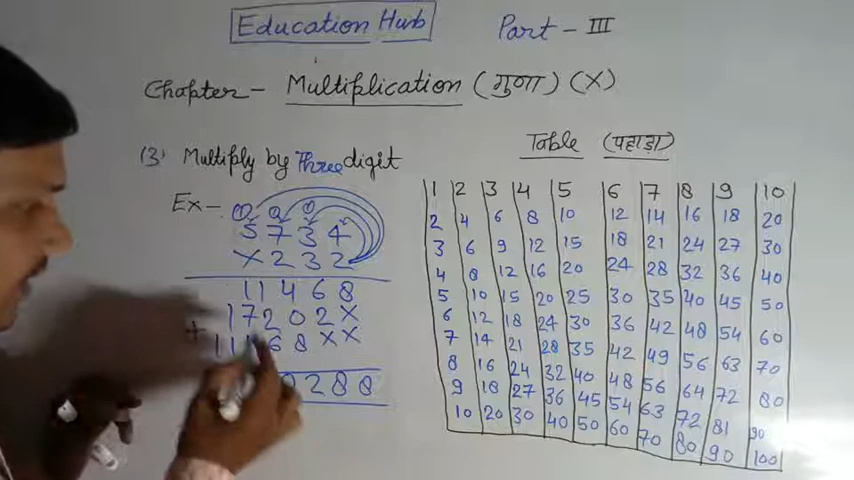 Education Hub Part - III
Chapter - Multiplication (गुणा) (X)
(3) Multiply by Three digit
Ex -
5 7 3 4
X 2 3 2
1 1 4 6 8
1 7 2 0 2 X
+ 1 1 6 8 X X
0 2 8 8
Table (पहाड़ा)
1 2 3 4 5 6 7 8 9 10
2 4 6 8 10 12 14 16 18 20
3 6 9 12 15 18 21 24 27 30
4 8 12 16 20 24 28 32 36 40
5 10 15 20 25 30 35 40 45 50
6 12 18 24 30 36 42 48 54 60
7 14 21 28 35 42 49 56 63 70
8 16 24 32 40 48 56 64 72 80
9 18 27 36 45 54 63 72 81 90
10 20 30 40 50 60 70 80 90 100